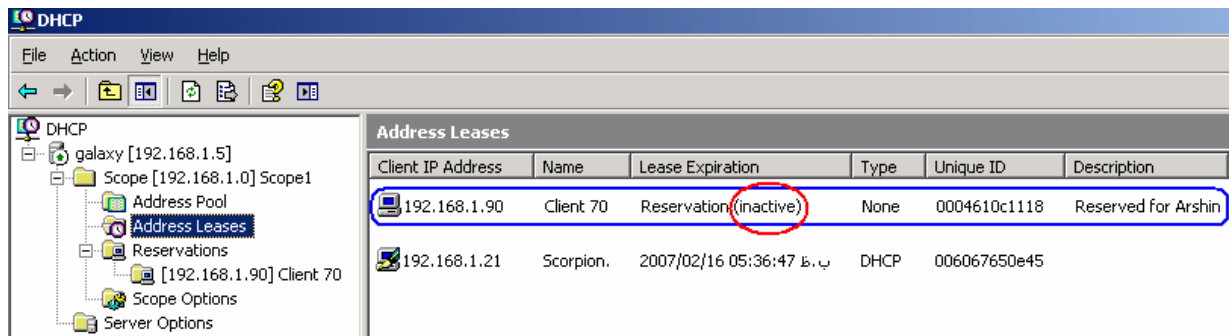 DHCP
File Action View Help
DHCP
galaxy [192.168.1.5]
Scope [192.168.1.0] Scope1
Address Pool
Address Leases
Reservations
[192.168.1.90] Client 70
Scope Options
Server Options
Address Leases
Client IP Address Name Lease Expiration Type Unique ID Description
192.168.1.90 Client 70 Reservation (inactive) None 0004610c1118 Reserved for Arshin
192.168.1.21 Scorpion. 2007/02/16 05:36:47 ب.ظ DHCP 006067650e45